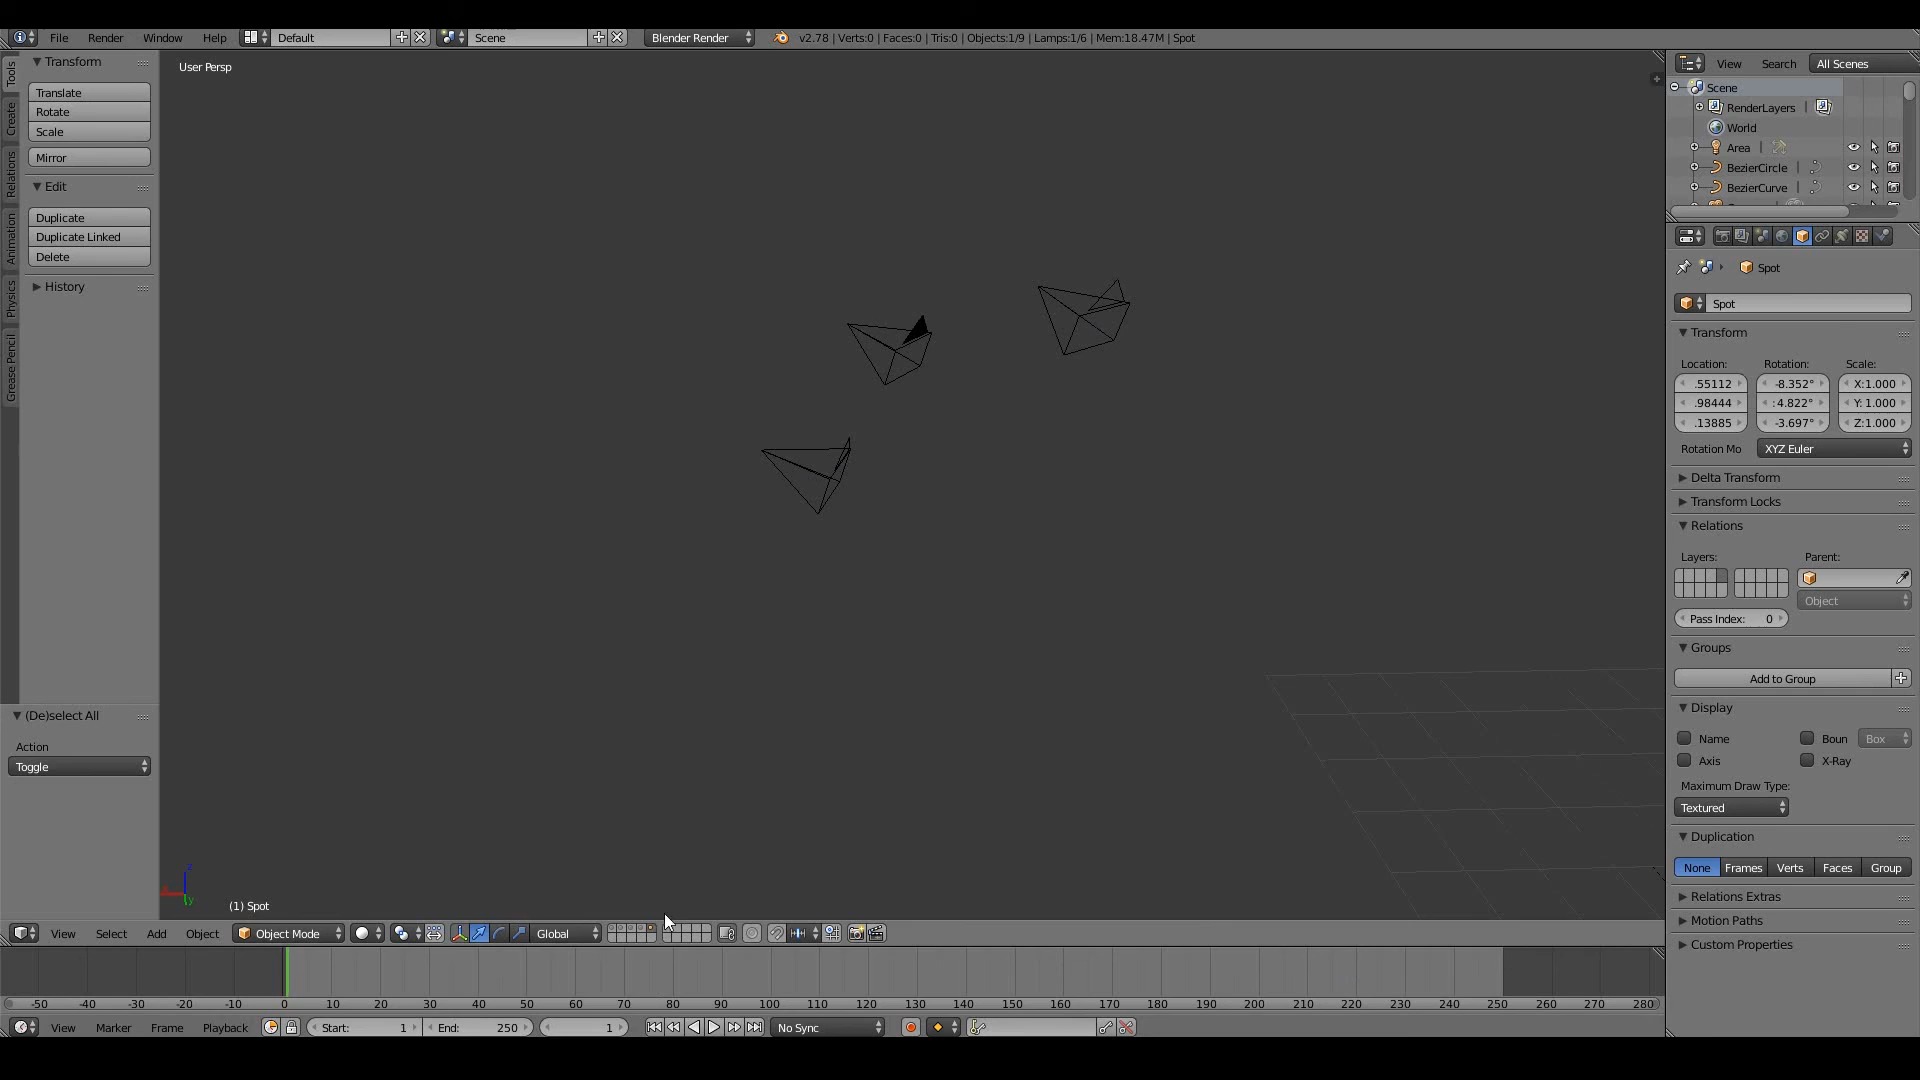 File Render Window Help Default Scene Blender Render v2.78 | Verts:0 | Faces:0 | Tris:0 | Objects:1/9 | Lamps:1/6 | Mem:18.47M | Spot
Tools
Create
Relations
Animation
Physics
Grease Pencil
Transform
Translate
Rotate
Scale
Mirror
Edit
Duplicate
Duplicate Linked
Delete
History
(De)select All
Action
Toggle
User Persp
z
y
(1) Spot
View Select Add Object Object Mode Global
-50 -40 -30 -20 -10 0 10 20 30 40 50 60 70 80 90 100 110 120 130 140 150 160 170 180 190 200 210 220 230 240 250 260 270 280
View Marker Frame Playback Start: 1 End: 250 1 No Sync
View Search All Scenes
Scene
RenderLayers
World
Area
BezierCircle
BezierCurve
Spot
Spot
Transform
Location: Rotation: Scale:
.55112 -8.352° X:1.000
.98444 : 4.822° Y: 1.000
.13885 -3.697° Z:1.000
Rotation Mo XYZ Euler
Delta Transform
Transform Locks
Relations
Layers: Parent:
Object
Pass Index: 0
Groups
Add to Group
Display
Name Boun Box
Axis X-Ray
Maximum Draw Type:
Textured
Duplication
None Frames Verts Faces Group
Relations Extras
Motion Paths
Custom Properties